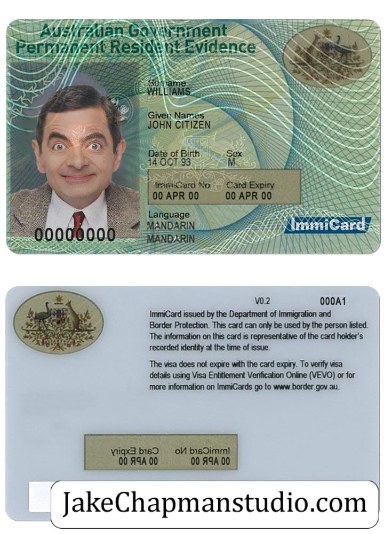 Australian Government
Permanent Resident Evidence
Surname
WILLIAMS
Given Names
JOHN CITIZEN
Date of Birth Sex
14 OCT 93 M
ImmiCard No Card Expiry
00 APR 00 00 APR 00
Language
00000000 MANDARIN
MANDARIN
ImmiCard
V0.2 000A1
ImmiCard issued by the Department of Immigration and
Border Protection. This card can only be used by the person listed.
The information on this card is representative of the card holder's
recorded identity at the time of issue.
The visa does not expire with the card expiry. To verify visa
details using Visa Entitlement Verification Online (VEVO) or for
more information on ImmiCards go to www.border.gov.au.
Card Expiry ImmiCard No
00 APR 00 00 APR 00
JakeChapmanstudio.com